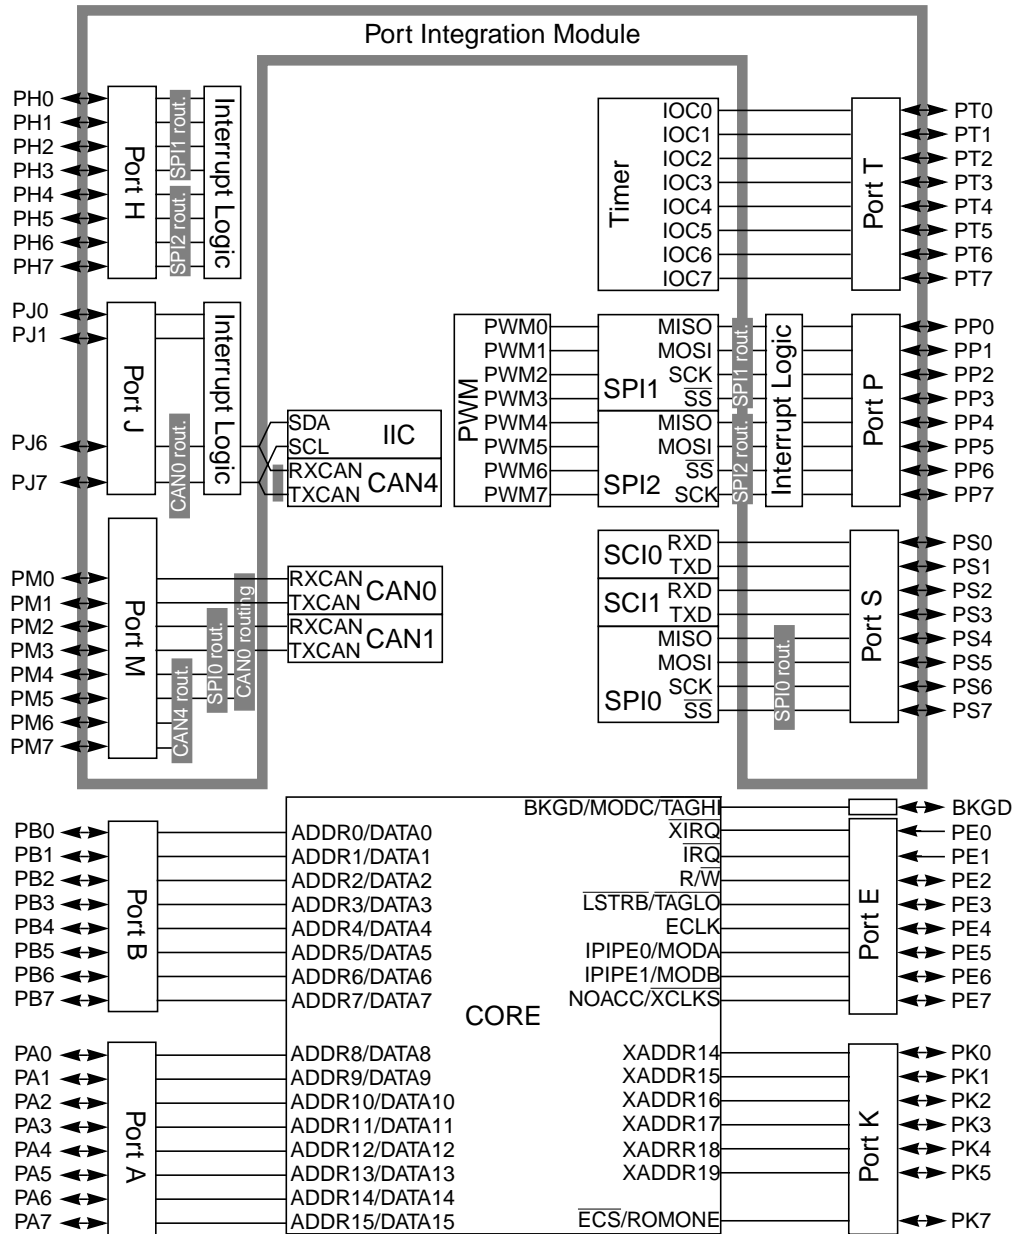 Port Integration Module
PH0
PH1
PH2
PH3
PH4
PH5
PH6
PH7
Port H
SPI1 rout.
SPI2 rout.
Interrupt Logic
PJ0
PJ1
PJ6
PJ7
Port J
CAN0 rout.
Interrupt Logic
SDA
SCL
IIC
RXCAN
TXCAN
CAN4
PM0
PM1
PM2
PM3
PM4
PM5
PM6
PM7
Port M
CAN4 rout.
SPI0 rout.
CAN0 routing
RXCAN
TXCAN
CAN0
RXCAN
TXCAN
CAN1
Timer
IOC0
IOC1
IOC2
IOC3
IOC4
IOC5
IOC6
IOC7
Port T
PT0
PT1
PT2
PT3
PT4
PT5
PT6
PT7
PWM
PWM0
PWM1
PWM2
PWM3
PWM4
PWM5
PWM6
PWM7
SPI1
MISO
MOSI
SCK
SS
SPI2
MISO
MOSI
SS
SCK
SPI1 rout.
SPI2 rout.
Interrupt Logic
Port P
PP0
PP1
PP2
PP3
PP4
PP5
PP6
PP7
SCI0
RXD
TXD
SCI1
RXD
TXD
SPI0
MISO
MOSI
SCK
SS
SPI0 rout.
Port S
PS0
PS1
PS2
PS3
PS4
PS5
PS6
PS7
PB0
PB1
PB2
PB3
PB4
PB5
PB6
PB7
Port B
ADDR0/DATA0
ADDR1/DATA1
ADDR2/DATA2
ADDR3/DATA3
ADDR4/DATA4
ADDR5/DATA5
ADDR6/DATA6
ADDR7/DATA7
PA0
PA1
PA2
PA3
PA4
PA5
PA6
PA7
Port A
ADDR8/DATA8
ADDR9/DATA9
ADDR10/DATA10
ADDR11/DATA11
ADDR12/DATA12
ADDR13/DATA13
ADDR14/DATA14
ADDR15/DATA15
CORE
BKGD/MODC/TAGHI
XIRQ
IRQ
R/W
LSTRB/TAGLO
ECLK
IPIPE0/MODA
IPIPE1/MODB
NOACC/XCLKS
Port E
BKGD
PE0
PE1
PE2
PE3
PE4
PE5
PE6
PE7
XADDR14
XADDR15
XADDR16
XADDR17
XADRR18
XADDR19
ECS/ROMONE
Port K
PK0
PK1
PK2
PK3
PK4
PK5
PK7